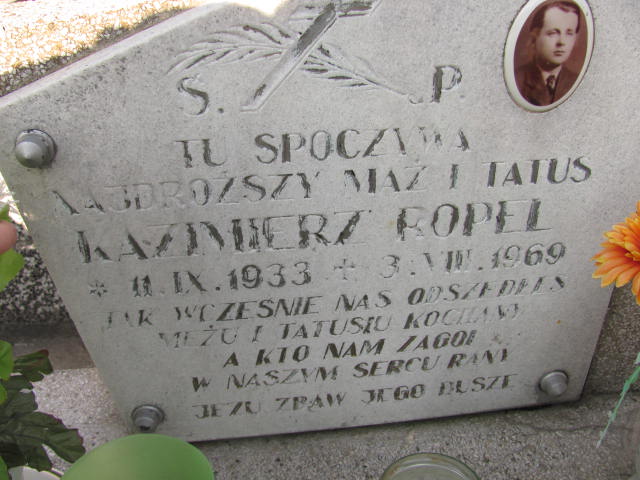 Ś. P.
TU SPOCZYWA
NAJDROŻSZY MĄŻ I TATUŚ
KAZIMIERZ ROPEL
* 11.IX.1933 + 3.VIII.1969
TAK WCZEŚNIE NAS ODSZEDŁEŚ
MĘŻU I TATUSIU KOCHANY
A KTO NAM ZAGOI
W NASZYM SERCU RANY
JEZU ZBAW JEGO DUSZĘ